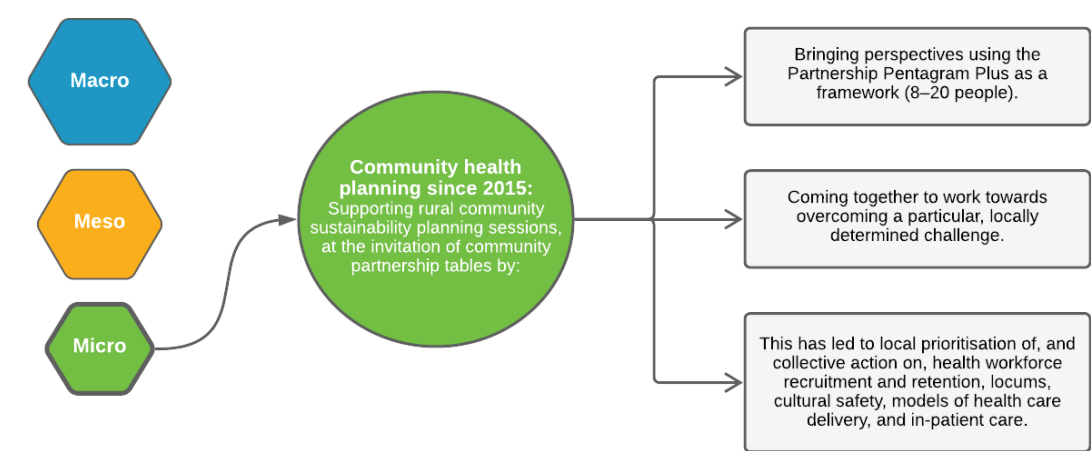 Macro
Meso
Micro
Community health
planning since 2015:
Supporting rural community
sustainability planning sessions,
at the invitation of community
partnership tables by:
Bringing perspectives using the
Partnership Pentagram Plus as a
framework (8–20 people).
Coming together to work towards
overcoming a particular, locally
determined challenge.
This has led to local prioritisation of, and
collective action on, health workforce
recruitment and retention, locums,
cultural safety, models of health care
delivery, and in-patient care.